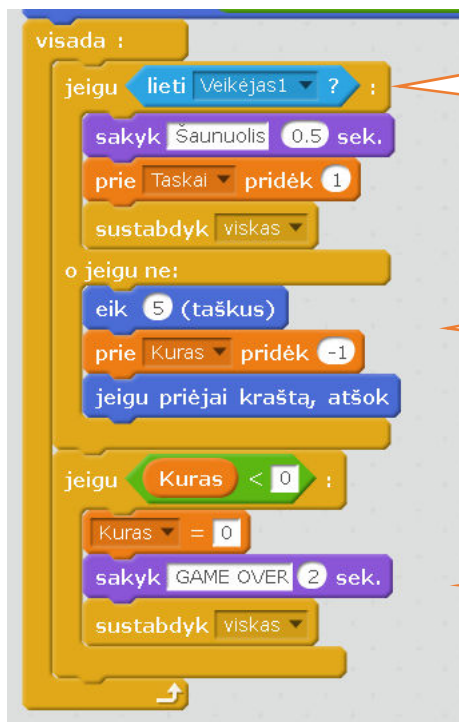 visada :
jeigu lieti Veikėjas1 ? :
sakyk Šaunuolis 0.5 sek.
prie Taskai pridėk 1
sustabdyk viskas
o jeigu ne:
eik 5 (taškus)
prie Kuras pridėk -1
jeigu priėjai kraštą, atšok
jeigu Kuras < 0 :
Kuras = 0
sakyk GAME OVER 2 sek.
sustabdyk viskas